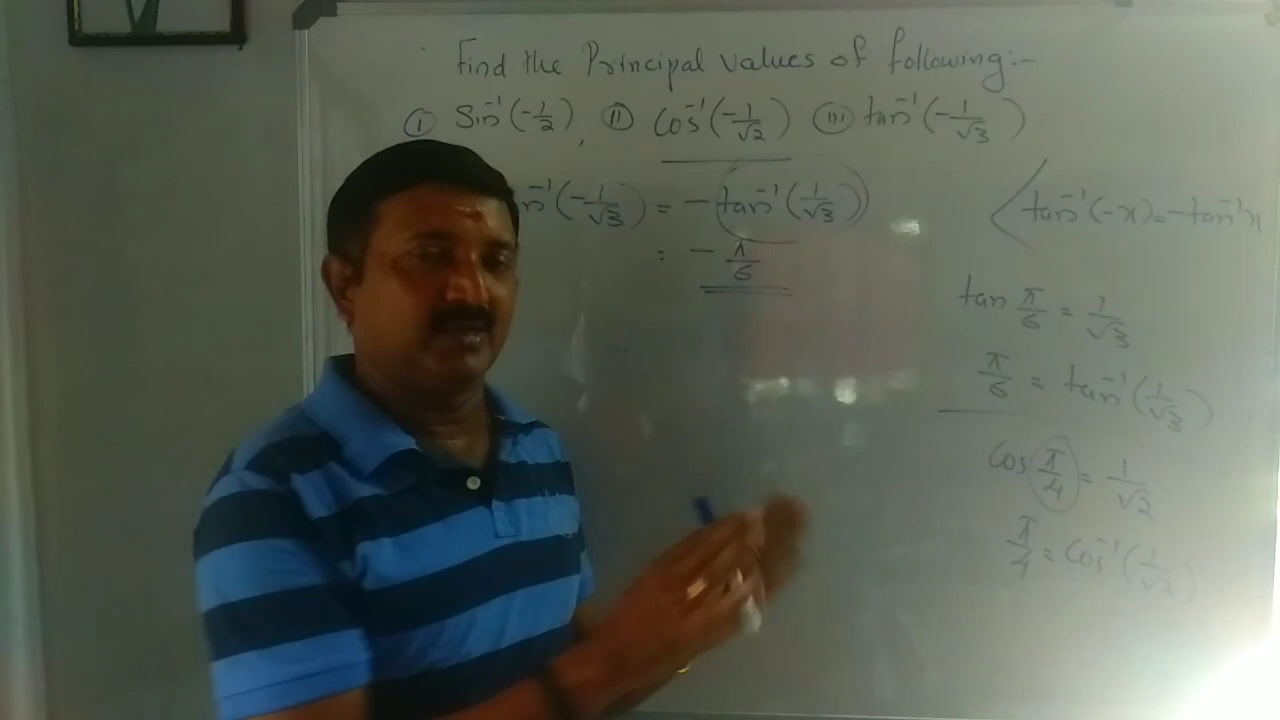 Find the Principal values of following:-
(i) Sin⁻¹(-1/2), (ii) Cos⁻¹(-1/√2) (iii) tan⁻¹(-1/√3)
n⁻¹(-1/√3) = -tan⁻¹(1/√3)
= -π/6
tan⁻¹(-x) = -tan⁻¹x
tan π/6 = 1/√3
π/6 = tan⁻¹(1/√3)
Cos π/4 = 1/√2
π/4 = Cos⁻¹(1/√2)